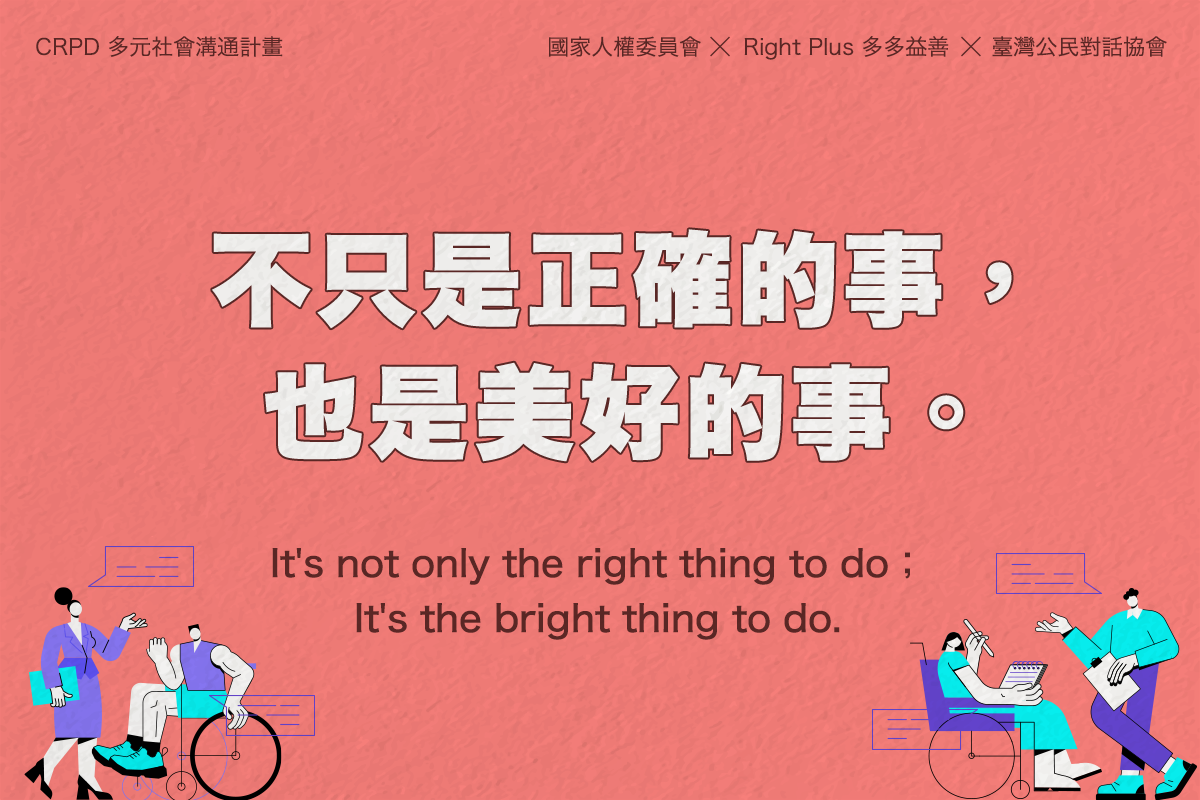 CRPD 多元社會溝通計畫
國家人權委員會 × Right Plus 多多益善 × 臺灣公民對話協會
不只是正確的事，
也是美好的事。
It's not only the right thing to do；
It's the bright thing to do.